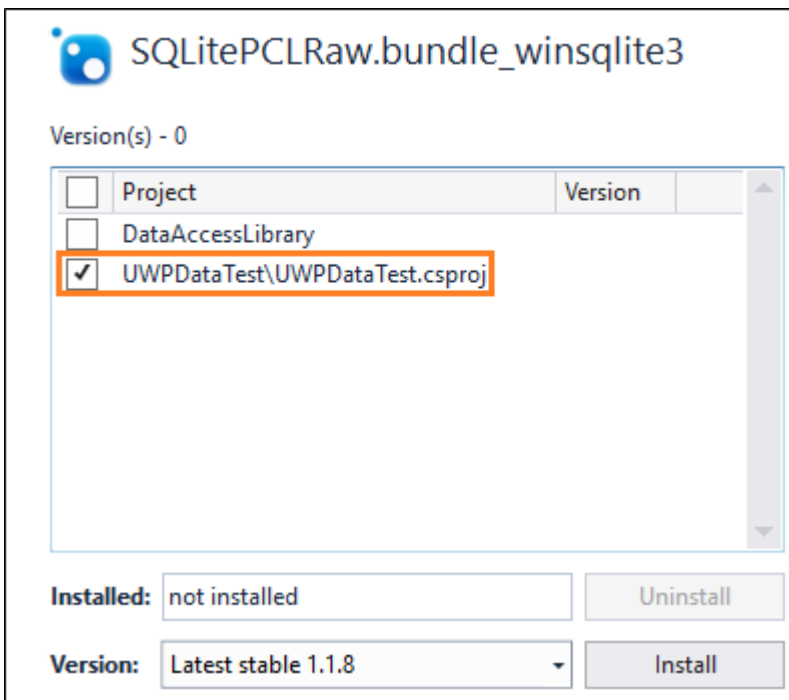 SQLitePCLRaw.bundle_winsqlite3
Version(s) - 0
Project Version
DataAccessLibrary
UWPDataTest\UWPDataTest.csproj
Installed: not installed Uninstall
Version: Latest stable 1.1.8 Install